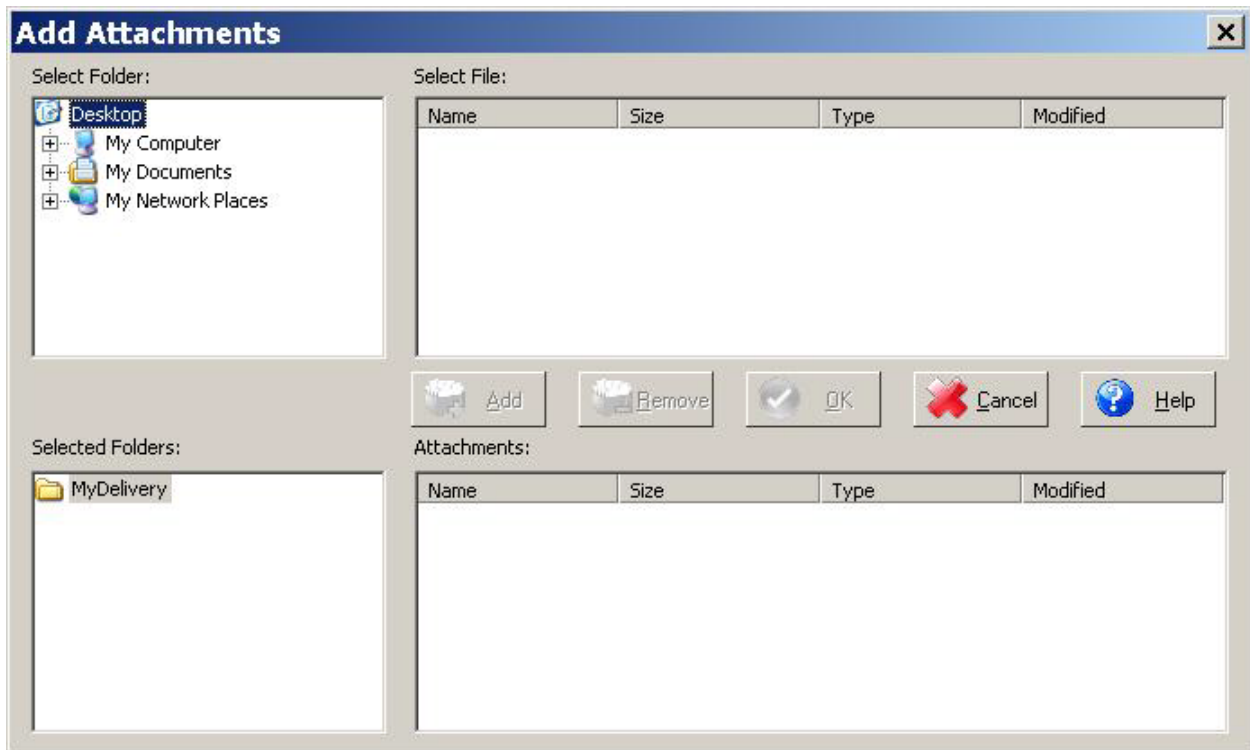 Add Attachments
Select Folder:
Select File:
Desktop
My Computer
My Documents
My Network Places
Name Size Type Modified
Add Remove OK Cancel Help
Selected Folders:
Attachments:
MyDelivery
Name Size Type Modified